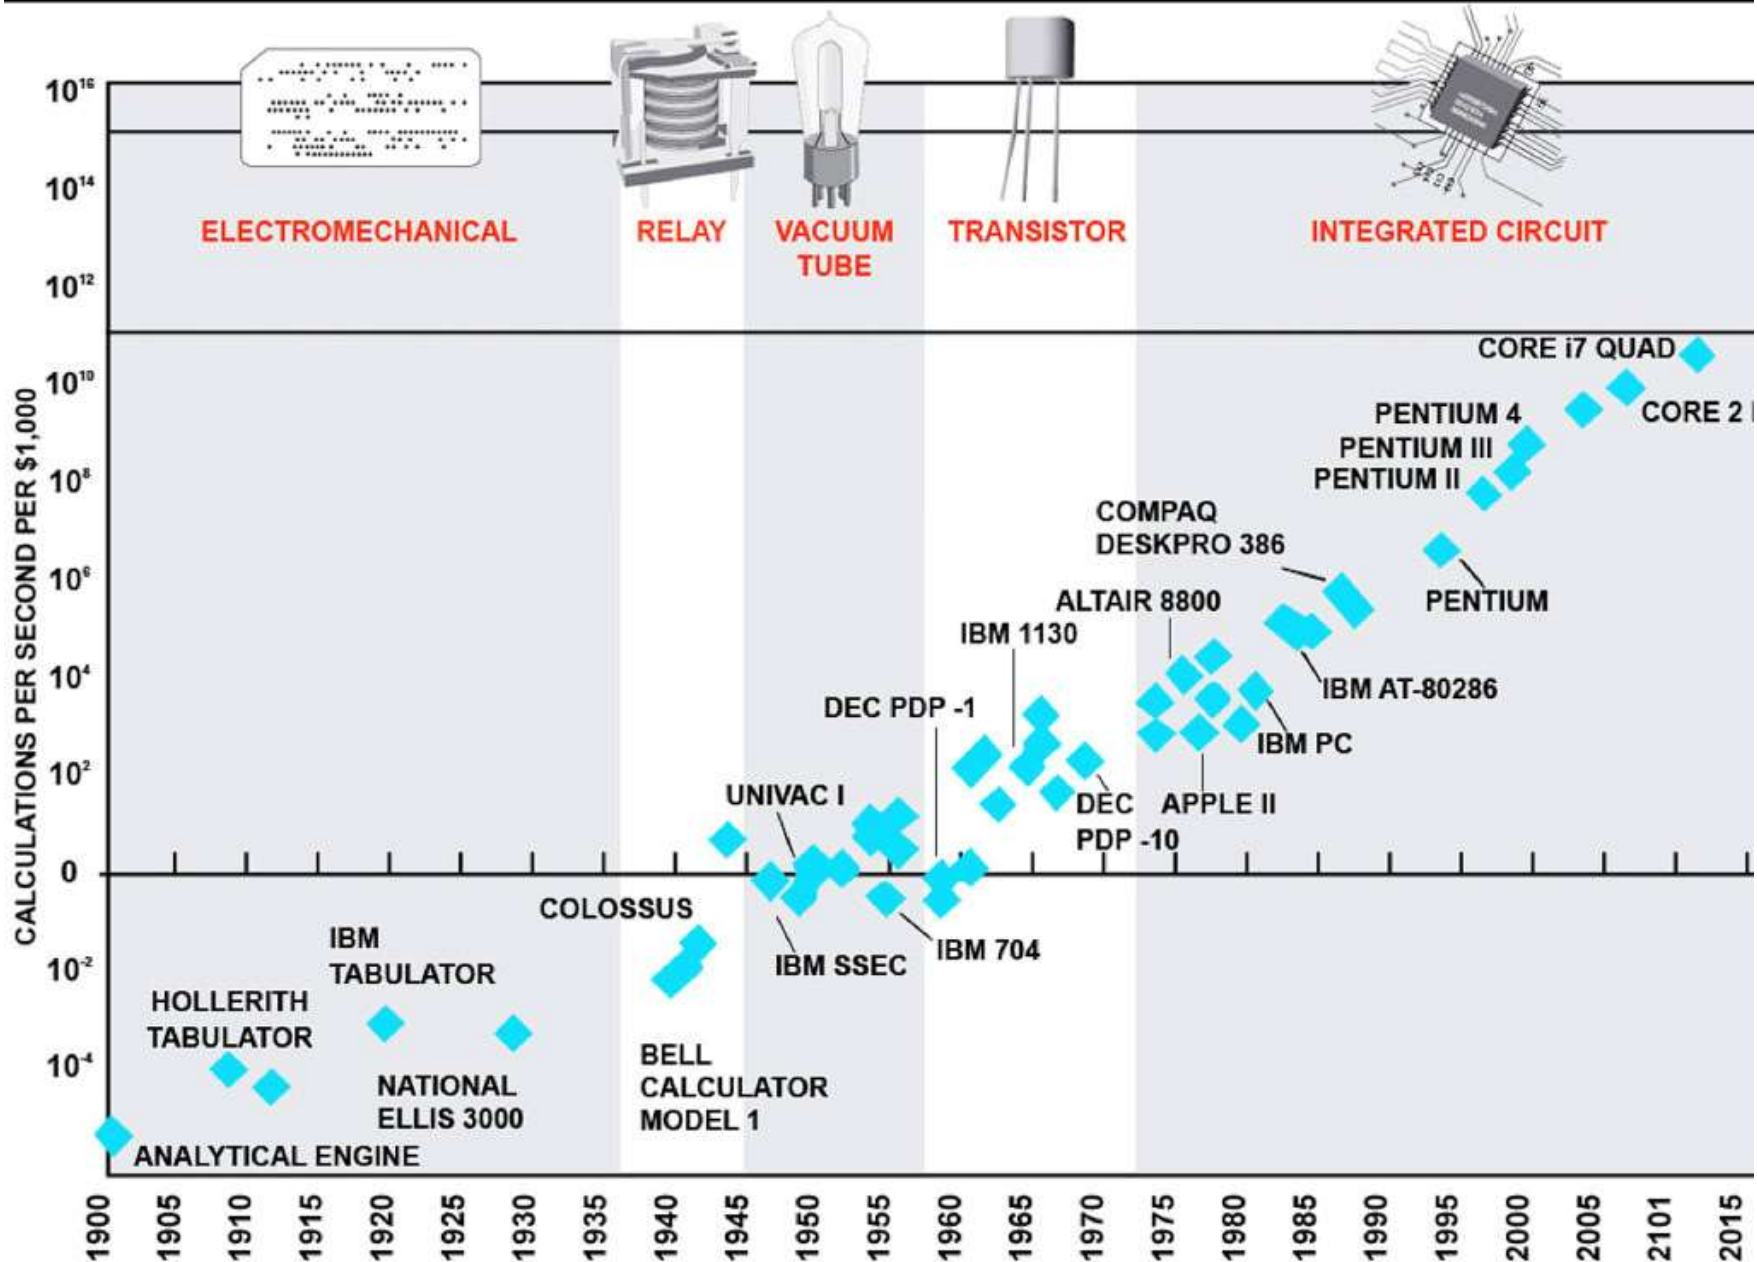 10¹⁶
10¹⁴
10¹²
10¹⁰
10⁸
10⁶
10⁴
10²
0
10⁻²
10⁻⁴
CALCULATIONS PER SECOND PER $1,000
ELECTROMECHANICAL
RELAY
VACUUM
TUBE
TRANSISTOR
INTEGRATED CIRCUIT
CORE i7 QUAD
CORE 2
PENTIUM 4
PENTIUM III
PENTIUM II
COMPAQ
DESKPRO 386
PENTIUM
ALTAIR 8800
IBM 1130
IBM AT-80286
DEC PDP -1
IBM PC
UNIVAC I
DEC
PDP -10
APPLE II
COLOSSUS
IBM 704
IBM SSEC
IBM
TABULATOR
HOLLERITH
TABULATOR
BELL
CALCULATOR
MODEL 1
NATIONAL
ELLIS 3000
ANALYTICAL ENGINE
1900
1905
1910
1915
1920
1925
1930
1935
1940
1945
1950
1955
1960
1965
1970
1975
1980
1985
1990
1995
2000
2005
2101
2015